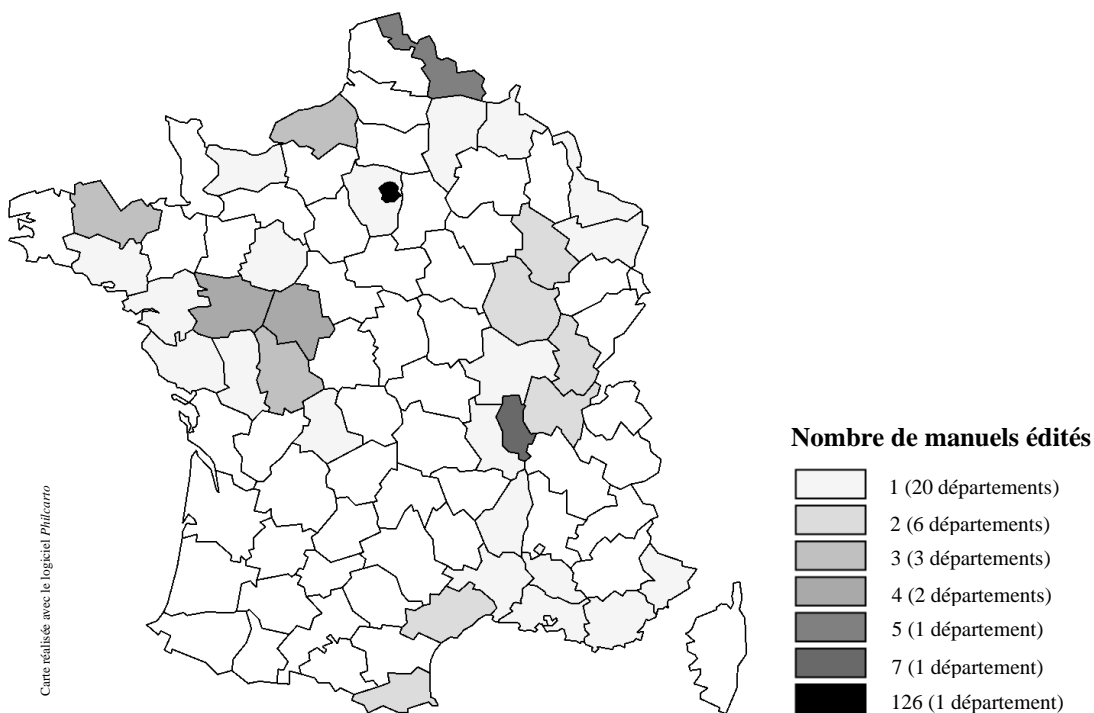 Nombre de manuels édités
1 (20 départements)
2 (6 départements)
3 (3 départements)
4 (2 départements)
5 (1 département)
7 (1 département)
126 (1 département)
Carte réalisée avec le logiciel Philcarto